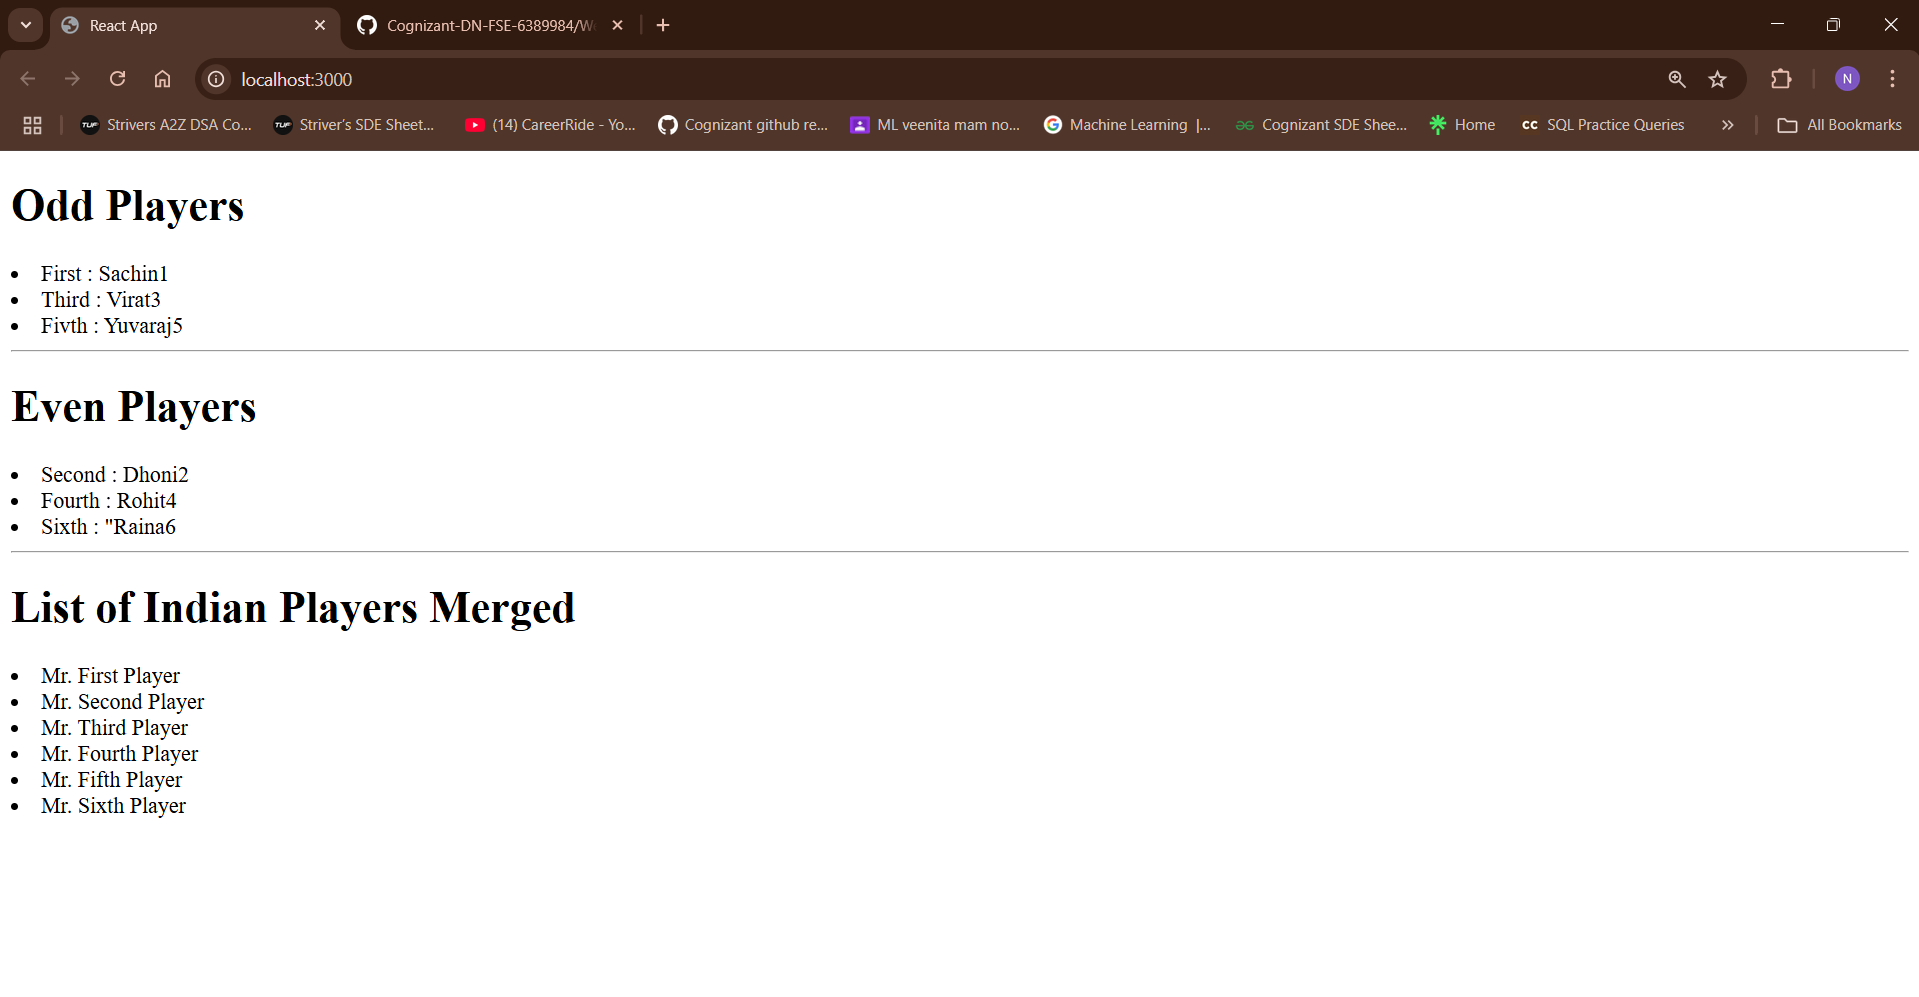 React App
Cognizant-DN-FSE-6389984/W
localhost:3000
N
TUF Strivers A2Z DSA Co...
TUF Striver's SDE Sheet...
(14) CareerRide - Yo...
Cognizant github re...
ML veenita mam no...
Machine Learning |...
Cognizant SDE Shee...
Home
CC SQL Practice Queries
All Bookmarks
Odd Players
First : Sachin1
Third : Virat3
Fivth : Yuvaraj5
Even Players
Second : Dhoni2
Fourth : Rohit4
Sixth : "Raina6
List of Indian Players Merged
Mr. First Player
Mr. Second Player
Mr. Third Player
Mr. Fourth Player
Mr. Fifth Player
Mr. Sixth Player